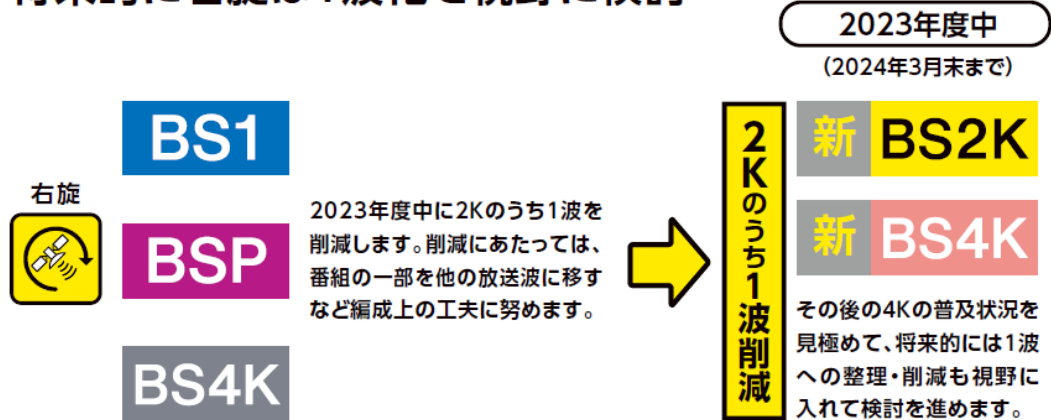 2023年度中
(2024年3月末まで)
右旋
BS1
BSP
BS4K
2023年度中に2Kのうち1波を
削減します。削減にあたっては、
番組の一部を他の放送波に移す
など編成上の工夫に努めます。
2Kのうち1波削減
新 BS2K
新 BS4K
その後の4Kの普及状況を
見極めて、将来的には1波
への整理・削減も視野に
入れて検討を進めます。